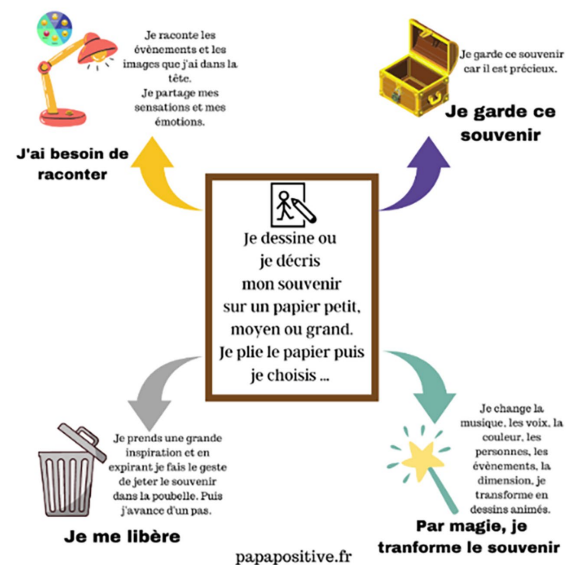 Je raconte les
évènements et les
images que j'ai dans la
tête.
Je partage mes
sensations et mes
émotions.
J'ai besoin de
raconter
Je garde ce souvenir
car il est précieux.
Je garde ce
souvenir
Je dessine ou
je décris
mon souvenir
sur un papier petit,
moyen ou grand.
Je plie le papier puis
je choisis ...
Je prends une grande
inspiration et en
expirant je fais le geste
de jeter le souvenir
dans la poubelle. Puis
j'avance d'un pas.
Je me libère
Je change la
musique, les voix, la
couleur, les
personnes, les
évènements, la
dimension, je
transforme en
dessins animés.
Par magie, je
tranforme le souvenir
papapositive.fr